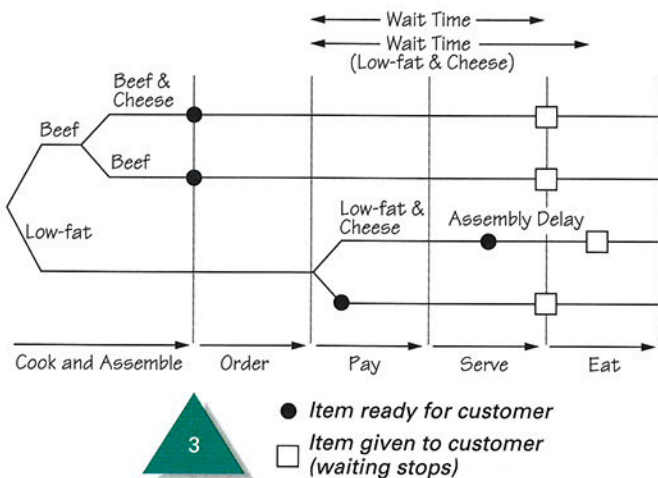 Wait Time
Wait Time
(Low-fat & Cheese)
Beef &
Cheese
Beef
Beef
Low-fat
Low-fat &
Cheese
Assembly Delay
Cook and Assemble
Order
Pay
Serve
Eat
3
Item ready for customer
Item given to customer
(waiting stops)